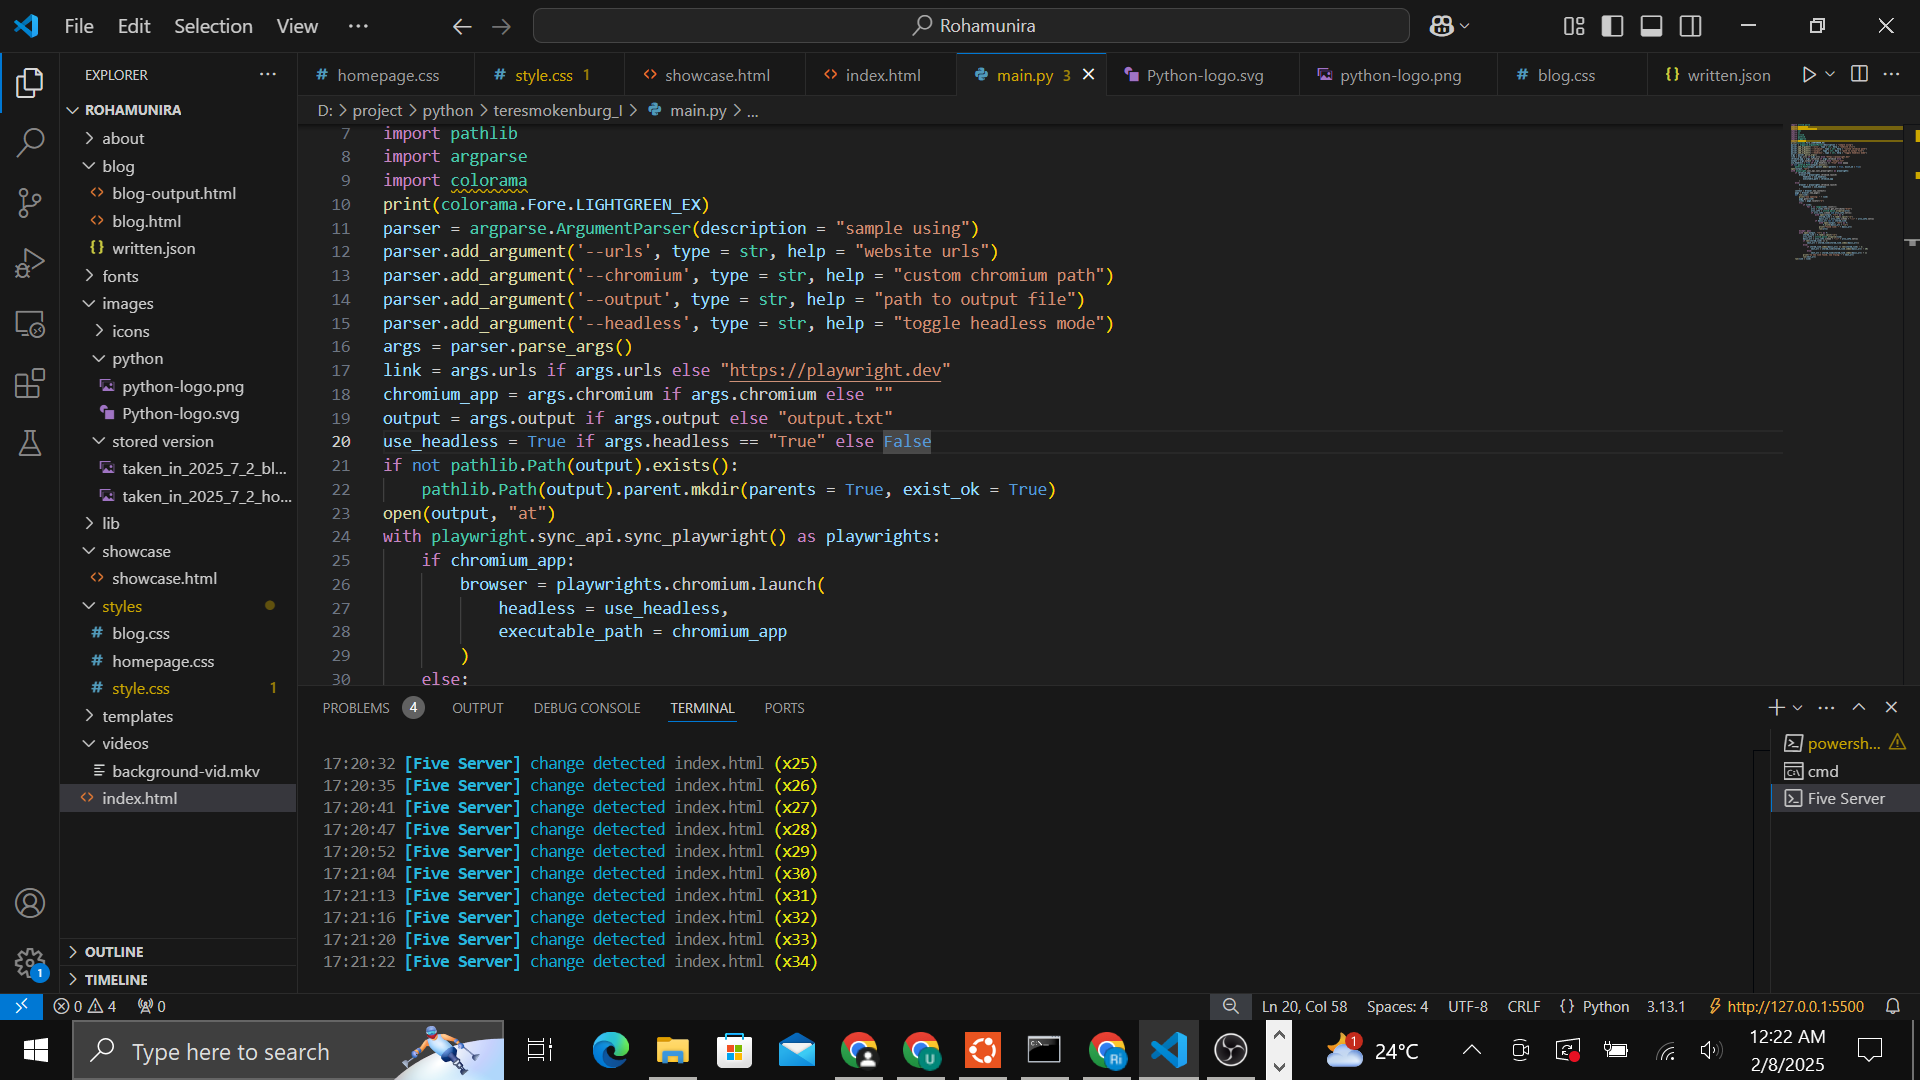 File Edit Selection View ··· Rohamunira
EXPLORER ···
ROHAMUNIRA
about
blog
blog-output.html
blog.html
written.json
fonts
images
icons
python
python-logo.png
Python-logo.svg
stored version
taken_in_2025_7_2_bl...
taken_in_2025_7_2_ho...
lib
showcase
showcase.html
styles
blog.css
homepage.css
style.css 1
templates
videos
background-vid.mkv
index.html
OUTLINE
TIMELINE
homepage.css style.css 1 showcase.html index.html main.py 3 Python-logo.svg python-logo.png blog.css written.json
D: > project > python > teresmokenburg_I > main.py > ...
7 import pathlib
8 import argparse
9 import colorama
10 print(colorama.Fore.LIGHTGREEN_EX)
11 parser = argparse.ArgumentParser(description = "sample using")
12 parser.add_argument('--urls', type = str, help = "website urls")
13 parser.add_argument('--chromium', type = str, help = "custom chromium path")
14 parser.add_argument('--output', type = str, help = "path to output file")
15 parser.add_argument('--headless', type = str, help = "toggle headless mode")
16 args = parser.parse_args()
17 link = args.urls if args.urls else "https://playwright.dev"
18 chromium_app = args.chromium if args.chromium else ""
19 output = args.output if args.output else "output.txt"
20 use_headless = True if args.headless == "True" else False
21 if not pathlib.Path(output).exists():
22 pathlib.Path(output).parent.mkdir(parents = True, exist_ok = True)
23 open(output, "at")
24 with playwright.sync_api.sync_playwright() as playwrights:
25 if chromium_app:
26 browser = playwrights.chromium.launch(
27 headless = use_headless,
28 executable_path = chromium_app
29 )
30 else:
PROBLEMS 4 OUTPUT DEBUG CONSOLE TERMINAL PORTS
17:20:32 [Five Server] change detected index.html (x25)
17:20:35 [Five Server] change detected index.html (x26)
17:20:41 [Five Server] change detected index.html (x27)
17:20:47 [Five Server] change detected index.html (x28)
17:20:52 [Five Server] change detected index.html (x29)
17:21:04 [Five Server] change detected index.html (x30)
17:21:13 [Five Server] change detected index.html (x31)
17:21:16 [Five Server] change detected index.html (x32)
17:21:20 [Five Server] change detected index.html (x33)
17:21:22 [Five Server] change detected index.html (x34)
powersh...
cmd
Five Server
1
0 4 0 Ln 20, Col 58 Spaces: 4 UTF-8 CRLF {} Python 3.13.1 http://127.0.0.1:5500
Type here to search
U
Ri
1
24°C
12:22 AM
2/8/2025